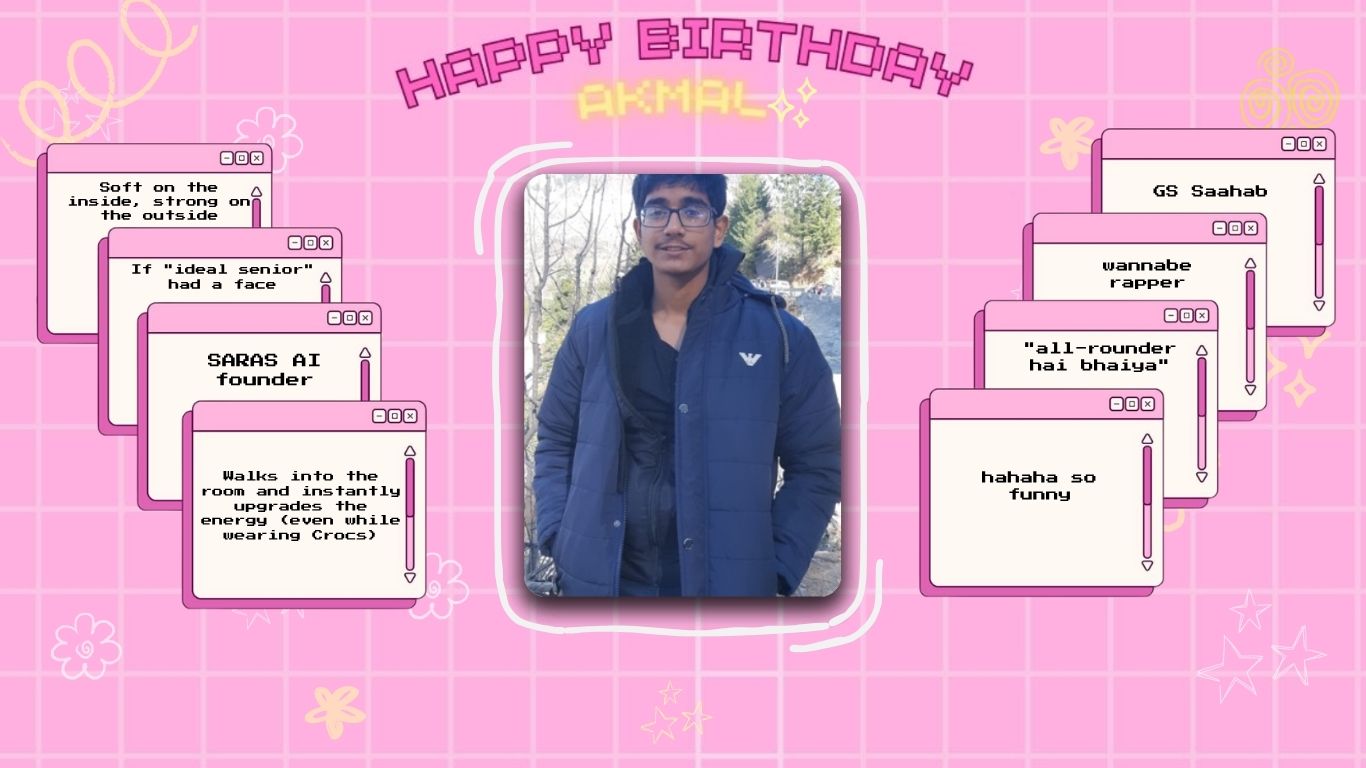 HAPPY BIRTHDAY
AKMAL
Soft on the
inside, strong on
the outside
If "ideal senior"
had a face
SARAS AI
founder
Walks into the
room and instantly
upgrades the
energy (even while
wearing Crocs)
GS Saahab
wannabe
rapper
"all-rounder
hai bhaiya"
hahaha so
funny